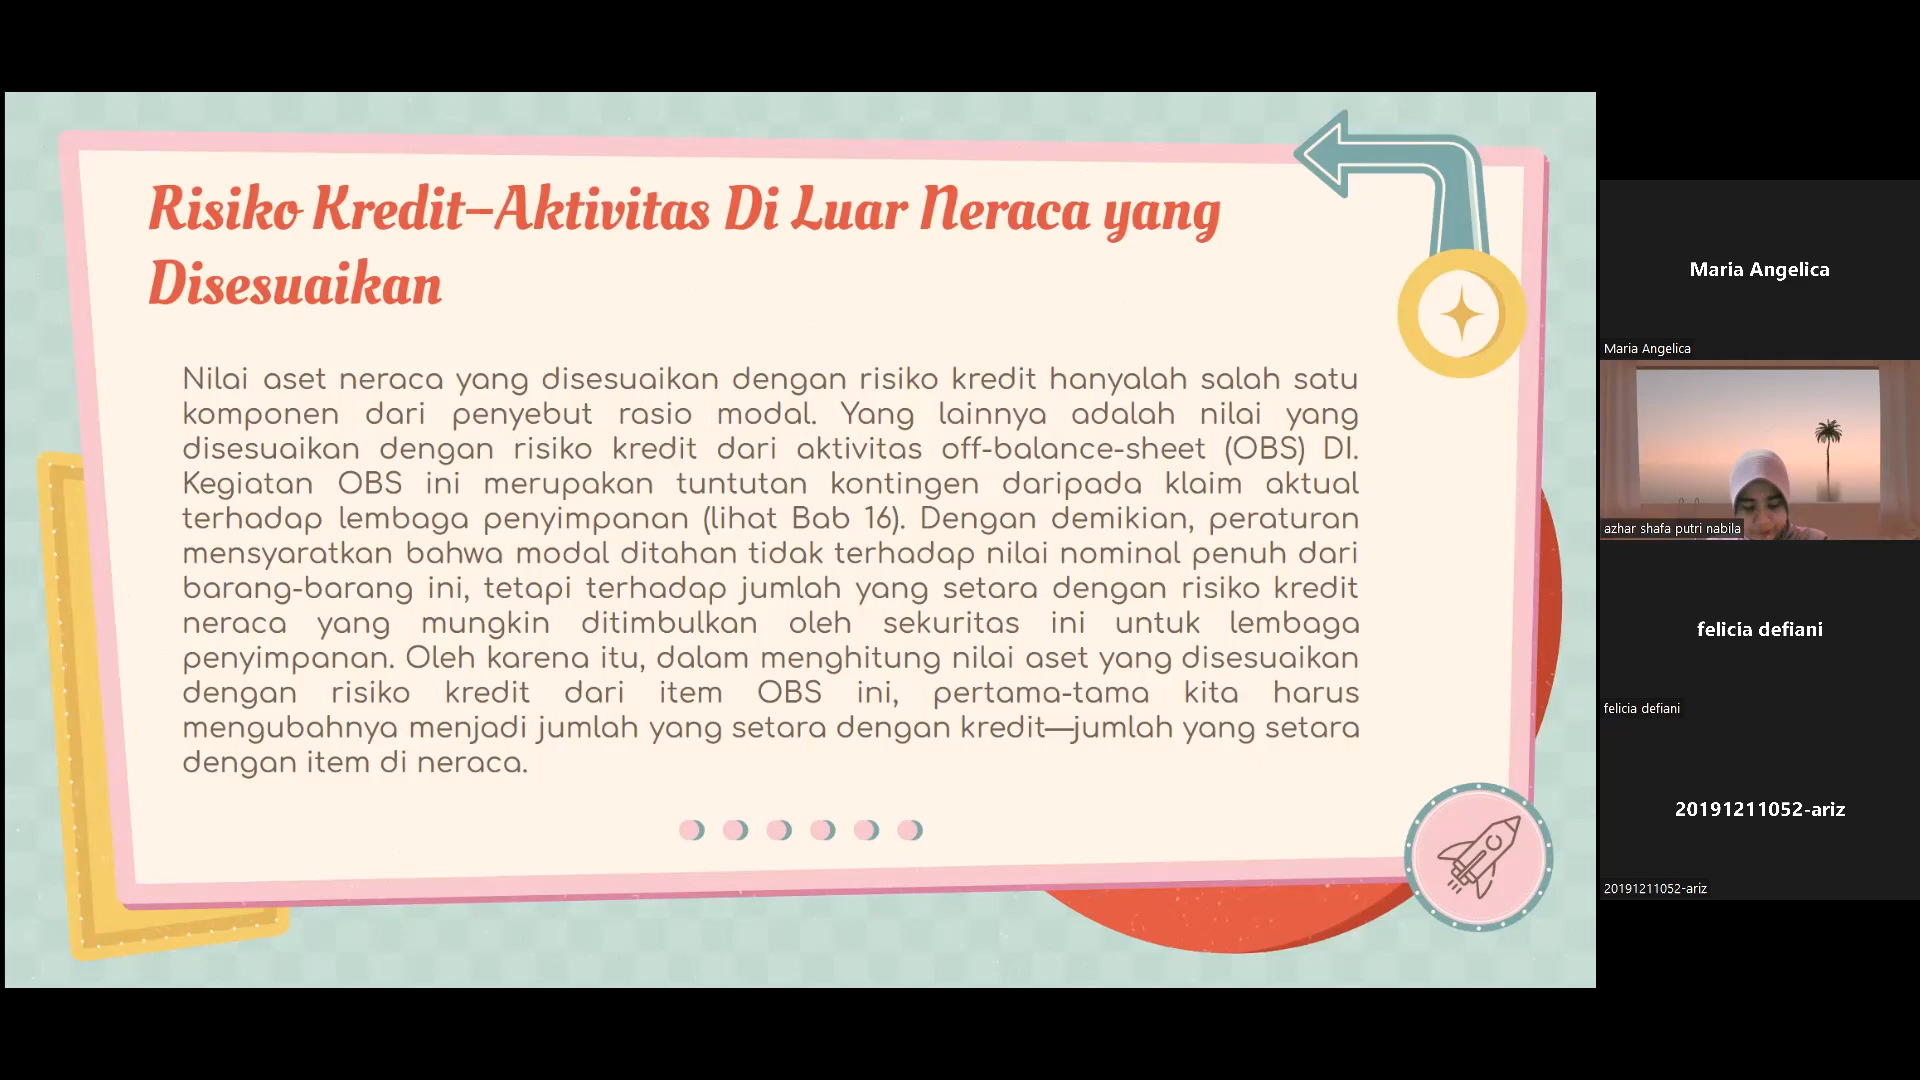 Risiko Kredit—Aktivitas Di Luar Neraca yang
Disesuaikan
Nilai aset neraca yang disesuaikan dengan risiko kredit hanyalah salah satu
komponen dari penyebut rasio modal. Yang lainnya adalah nilai yang
disesuaikan dengan risiko kredit dari aktivitas off-balance-sheet (OBS) DI.
Kegiatan OBS ini merupakan tuntutan kontingen daripada klaim aktual
terhadap lembaga penyimpanan (lihat Bab 16). Dengan demikian, peraturan
mensyaratkan bahwa modal ditahan tidak terhadap nilai nominal penuh dari
barang-barang ini, tetapi terhadap jumlah yang setara dengan risiko kredit
neraca yang mungkin ditimbulkan oleh sekuritas ini untuk lembaga
penyimpanan. Oleh karena itu, dalam menghitung nilai aset yang disesuaikan
dengan risiko kredit dari item OBS ini, pertama-tama kita harus
mengubahnya menjadi jumlah yang setara dengan kredit—jumlah yang setara
dengan item di neraca.
Maria Angelica
Maria Angelica
azhar shafa putri nabila
felicia defiani
felicia defiani
20191211052-ariz
20191211052-ariz